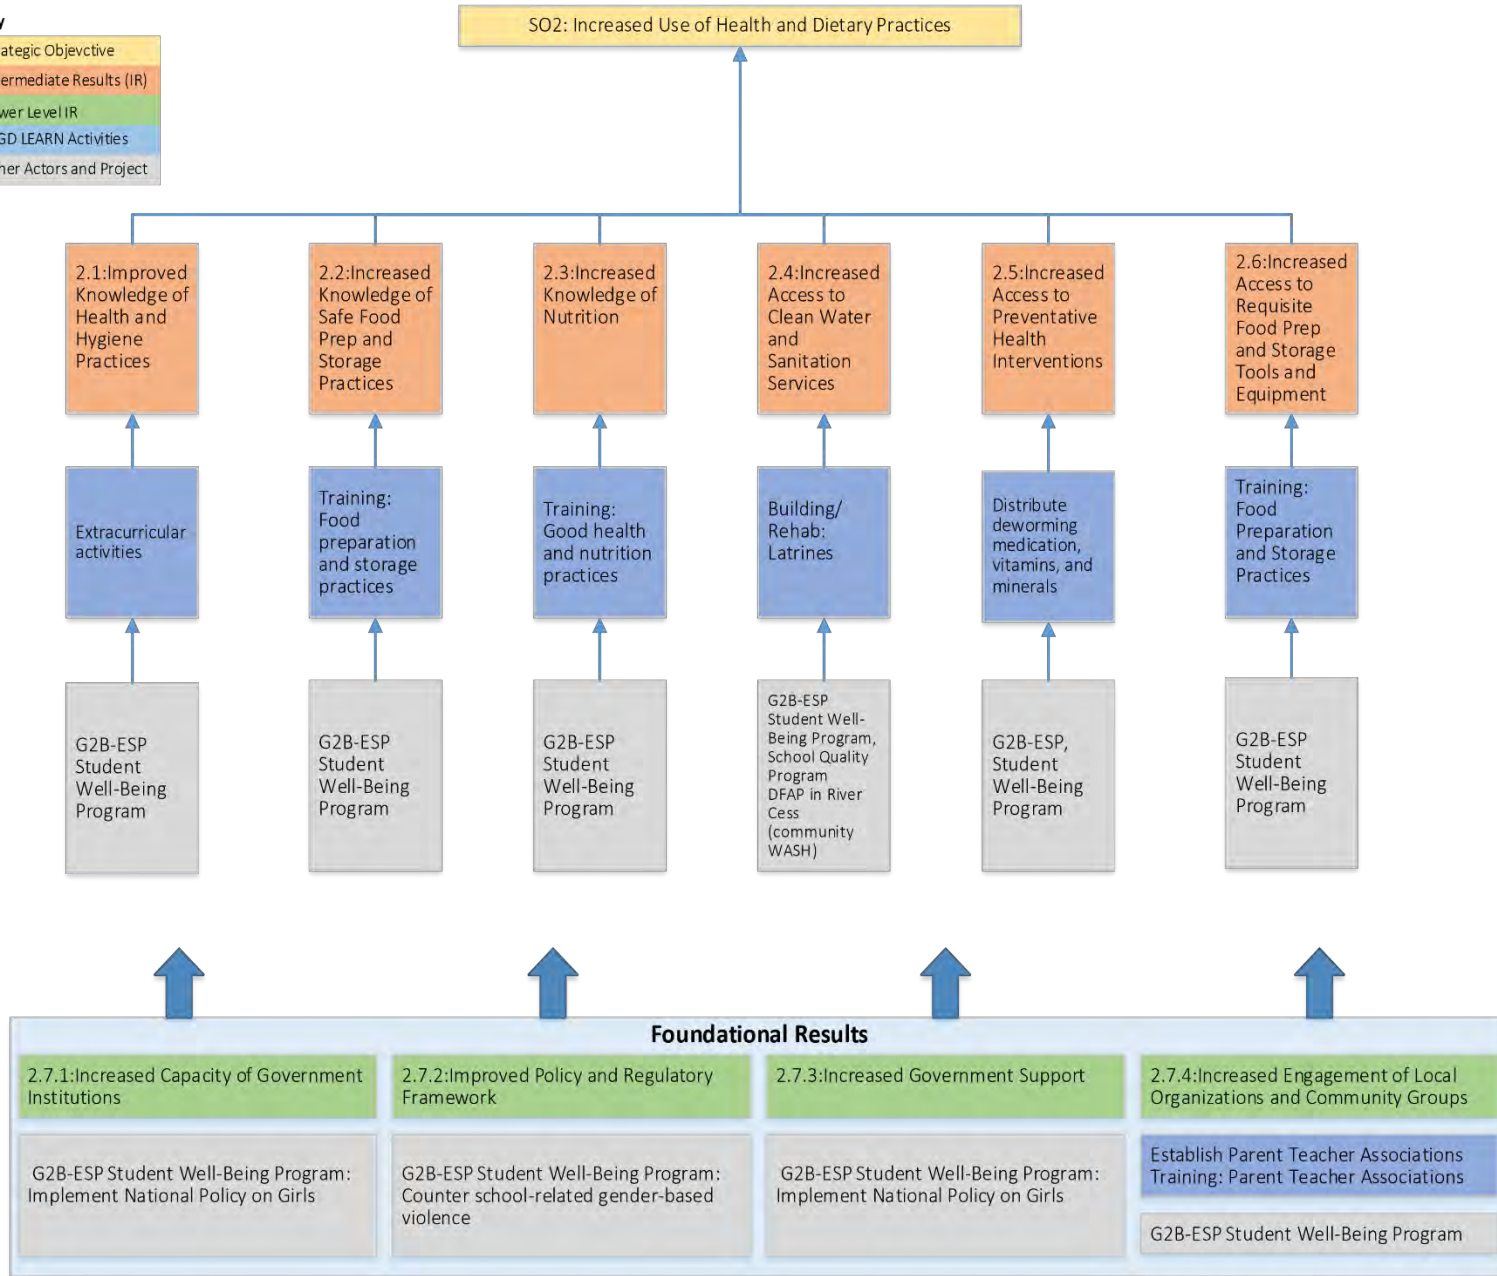 SO2: Increased Use of Health and Dietary Practices
y
ategic Objevctive
ermediate Results (IR)
wer Level IR
GD LEARN Activities
her Actors and Project
2.1:Improved
Knowledge of
Health and
Hygiene
Practices
2.2:Increased
Knowledge of
Safe Food
Prep and
Storage
Practices
2.3:Increased
Knowledge of
Nutrition
2.4:Increased
Access to
Clean Water
and
Sanitation
Services
2.5:Increased
Access to
Preventative
Health
Interventions
2.6:Increased
Access to
Requisite
Food Prep
and Storage
Tools and
Equipment
Extracurricular
activities
Training:
Food
preparation
and storage
practices
Training:
Good health
and nutrition
practices
Building/
Rehab:
Latrines
Distribute
deworming
medication,
vitamins, and
minerals
Training:
Food
Preparation
and Storage
Practices
G2B-ESP
Student
Well-Being
Program
G2B-ESP
Student
Well-Being
Program
G2B-ESP
Student
Well-Being
Program
G2B-ESP
Student Well-
Being Program,
School Quality
Program
DFAP in River
Cess
(community
WASH)
G2B-ESP,
Student
Well-Being
Program
G2B-ESP
Student
Well-Being
Program
Foundational Results
2.7.1:Increased Capacity of Government
Institutions
2.7.2:Improved Policy and Regulatory
Framework
2.7.3:Increased Government Support
2.7.4:Increased Engagement of Local
Organizations and Community Groups
G2B-ESP Student Well-Being Program:
Implement National Policy on Girls
G2B-ESP Student Well-Being Program:
Counter school-related gender-based
violence
G2B-ESP Student Well-Being Program:
Implement National Policy on Girls
Establish Parent Teacher Associations
Training: Parent Teacher Associations
G2B-ESP Student Well-Being Program